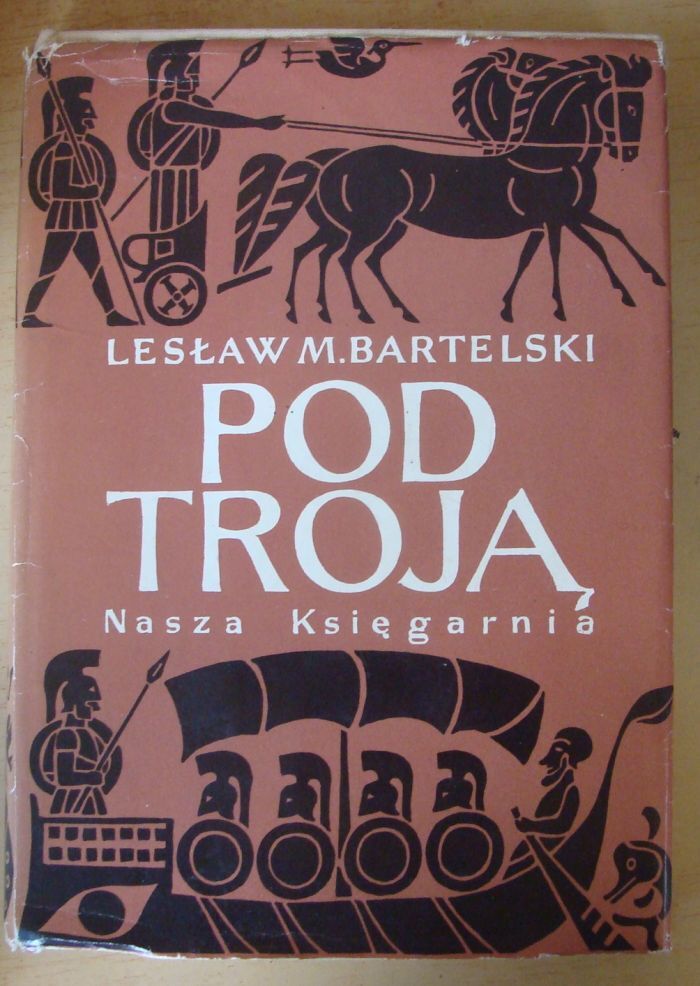 LESŁAW M. BARTELSKI
POD
TROJĄ
Nasza Księgarnia